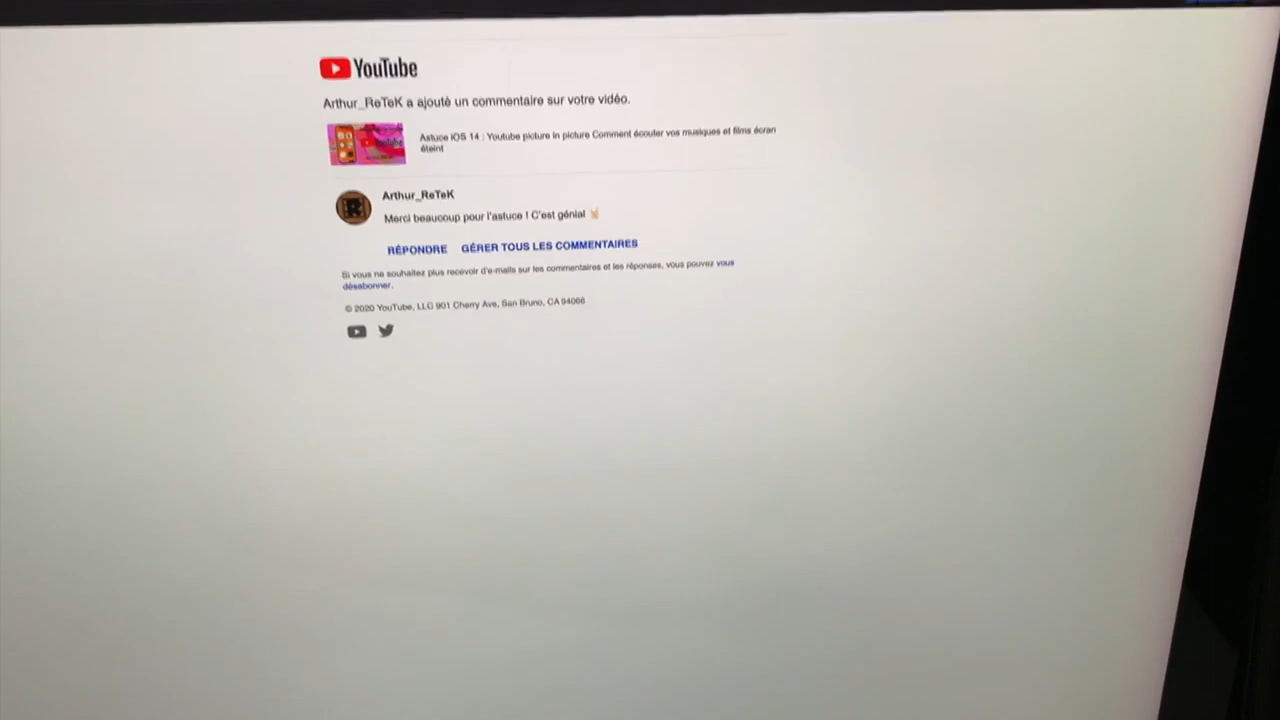 YouTube
Arthur_ReTeK a ajouté un commentaire sur votre vidéo.
Astuce iOS 14 : Youtube picture in picture Comment écouter vos musiques et films écran
éteint
Arthur_ReTeK
Merci beaucoup pour l'astuce ! C'est génial
RÉPONDRE GÉRER TOUS LES COMMENTAIRES
Si vous ne souhaitez plus recevoir d'e-mails sur les commentaires et les réponses, vous pouvez vous
désabonner.
© 2020 YouTube, LLC 901 Cherry Ave, San Bruno, CA 94066